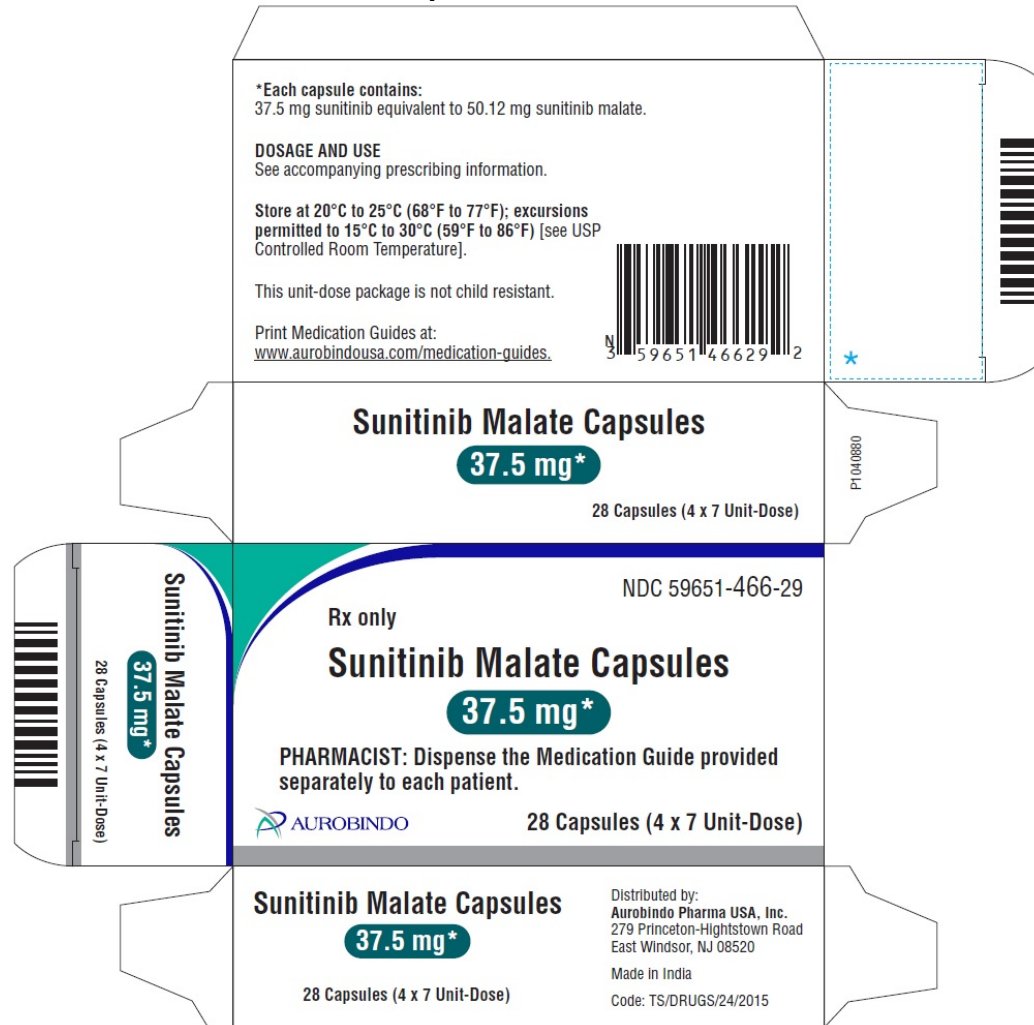 *Each capsule contains:
37.5 mg sunitinib equivalent to 50.12 mg sunitinib malate.
DOSAGE AND USE
See accompanying prescribing information.
Store at 20°C to 25°C (68°F to 77°F); excursions
permitted to 15°C to 30°C (59°F to 86°F) [see USP
Controlled Room Temperature].
This unit-dose package is not child resistant.
Print Medication Guides at:
www.aurobindousa.com/medication-guides.
N
3 59651 46629 2
*
Sunitinib Malate Capsules
37.5 mg*
28 Capsules (4 x 7 Unit-Dose)
P1040880
Sunitinib Malate Capsules
37.5 mg*
28 Capsules (4 x 7 Unit-Dose)
NDC 59651-466-29
Rx only
Sunitinib Malate Capsules
37.5 mg*
PHARMACIST: Dispense the Medication Guide provided
separately to each patient.
AUROBINDO
28 Capsules (4 x 7 Unit-Dose)
Sunitinib Malate Capsules
37.5 mg*
28 Capsules (4 x 7 Unit-Dose)
Distributed by:
Aurobindo Pharma USA, Inc.
279 Princeton-Hightstown Road
East Windsor, NJ 08520
Made in India
Code: TS/DRUGS/24/2015